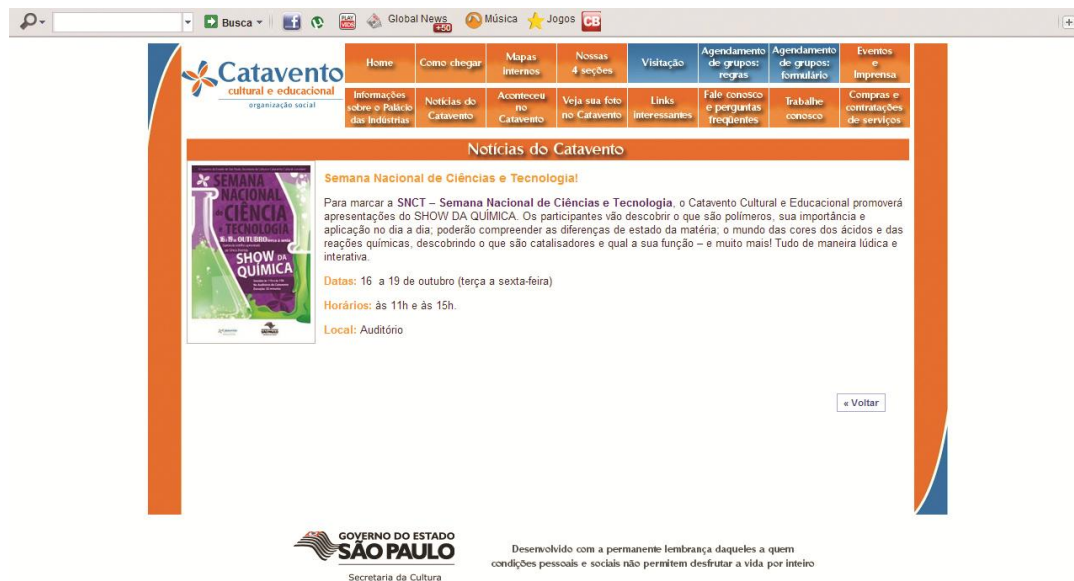 Busca
Global News
+50
Música
Jogos
CB
Catavento
cultural e educacional
organização social
Home
Como chegar
Mapas
internos
Nossas
4 seções
Visitação
Agendamento
de grupos:
regras
Agendamento
de grupos:
formulário
Eventos
e
Imprensa
Informações
sobre o Palácio
das Indústrias
Notícias do
Catavento
Aconteceu
no
Catavento
Veja sua foto
no Catavento
Links
interessantes
Fale conosco
e perguntas
freqüentes
Trabalhe
conosco
Compras e
contratações
de serviços
Notícias do Catavento
SEMANA
NACIONAL
de CIÊNCIA
e TECNOLOGIA
16 a 19 de OUTUBRO
SHOW DA
QUÍMICA
Semana Nacional de Ciências e Tecnologia!
Para marcar a SNCT – Semana Nacional de Ciências e Tecnologia, o Catavento Cultural e Educacional promoverá
apresentações do SHOW DA QUÍMICA. Os participantes vão descobrir o que são polímeros, sua importância e
aplicação no dia a dia; poderão compreender as diferenças de estado da matéria; o mundo das cores dos ácidos e das
reações químicas, descobrindo o que são catalisadores e qual a sua função – e muito mais! Tudo de maneira lúdica e
interativa.
Datas: 16 a 19 de outubro (terça a sexta-feira)
Horários: às 11h e às 15h.
Local: Auditório
« Voltar
GOVERNO DO ESTADO
SÃO PAULO
Secretaria da Cultura
Desenvolvido com a permanente lembrança daqueles a quem
condições pessoais e sociais não permitem desfrutar a vida por inteiro